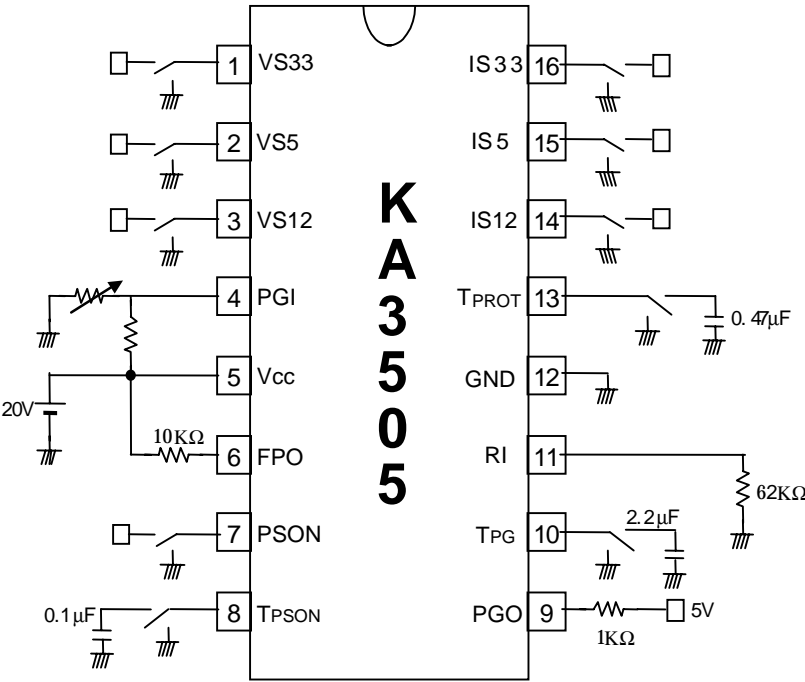 1 VS33
IS33 16
2 VS5
IS5 15
3 VS12
IS12 14
4 PGI
TPROT 13
0.47µF
5 Vcc
GND 12
20V
10KΩ
6 FPO
RI 11
62KΩ
7 PSON
TPG 10
2.2µF
0.1µF
8 TPSON
PGO 9
5V
1KΩ
K
A
3
5
0
5